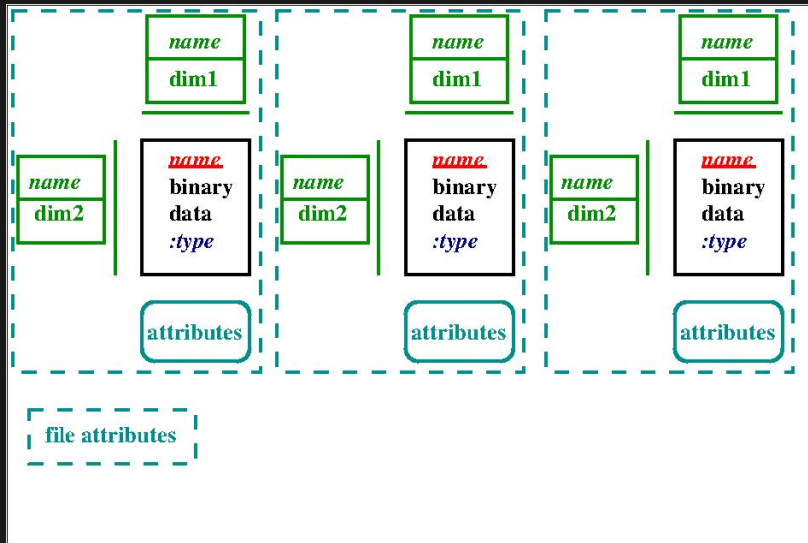 name
dim1
name
dim2
name
binary
data
:type
attributes
name
dim1
name
dim2
name
binary
data
:type
attributes
name
dim1
name
dim2
name
binary
data
:type
attributes
file attributes